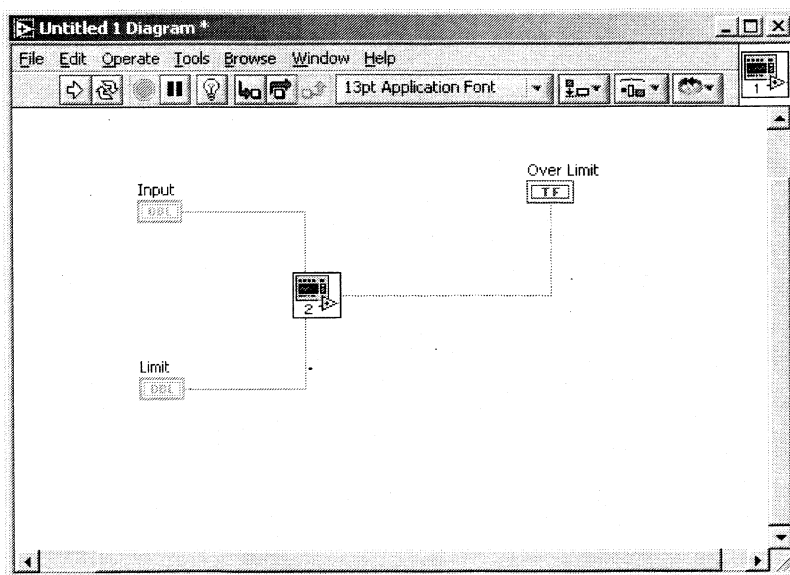 Untitled 1 Diagram *
File Edit Operate Tools Browse Window Help
13pt Application Font
1
Over Limit
TF
Input
DBL
2
Limit
DBL